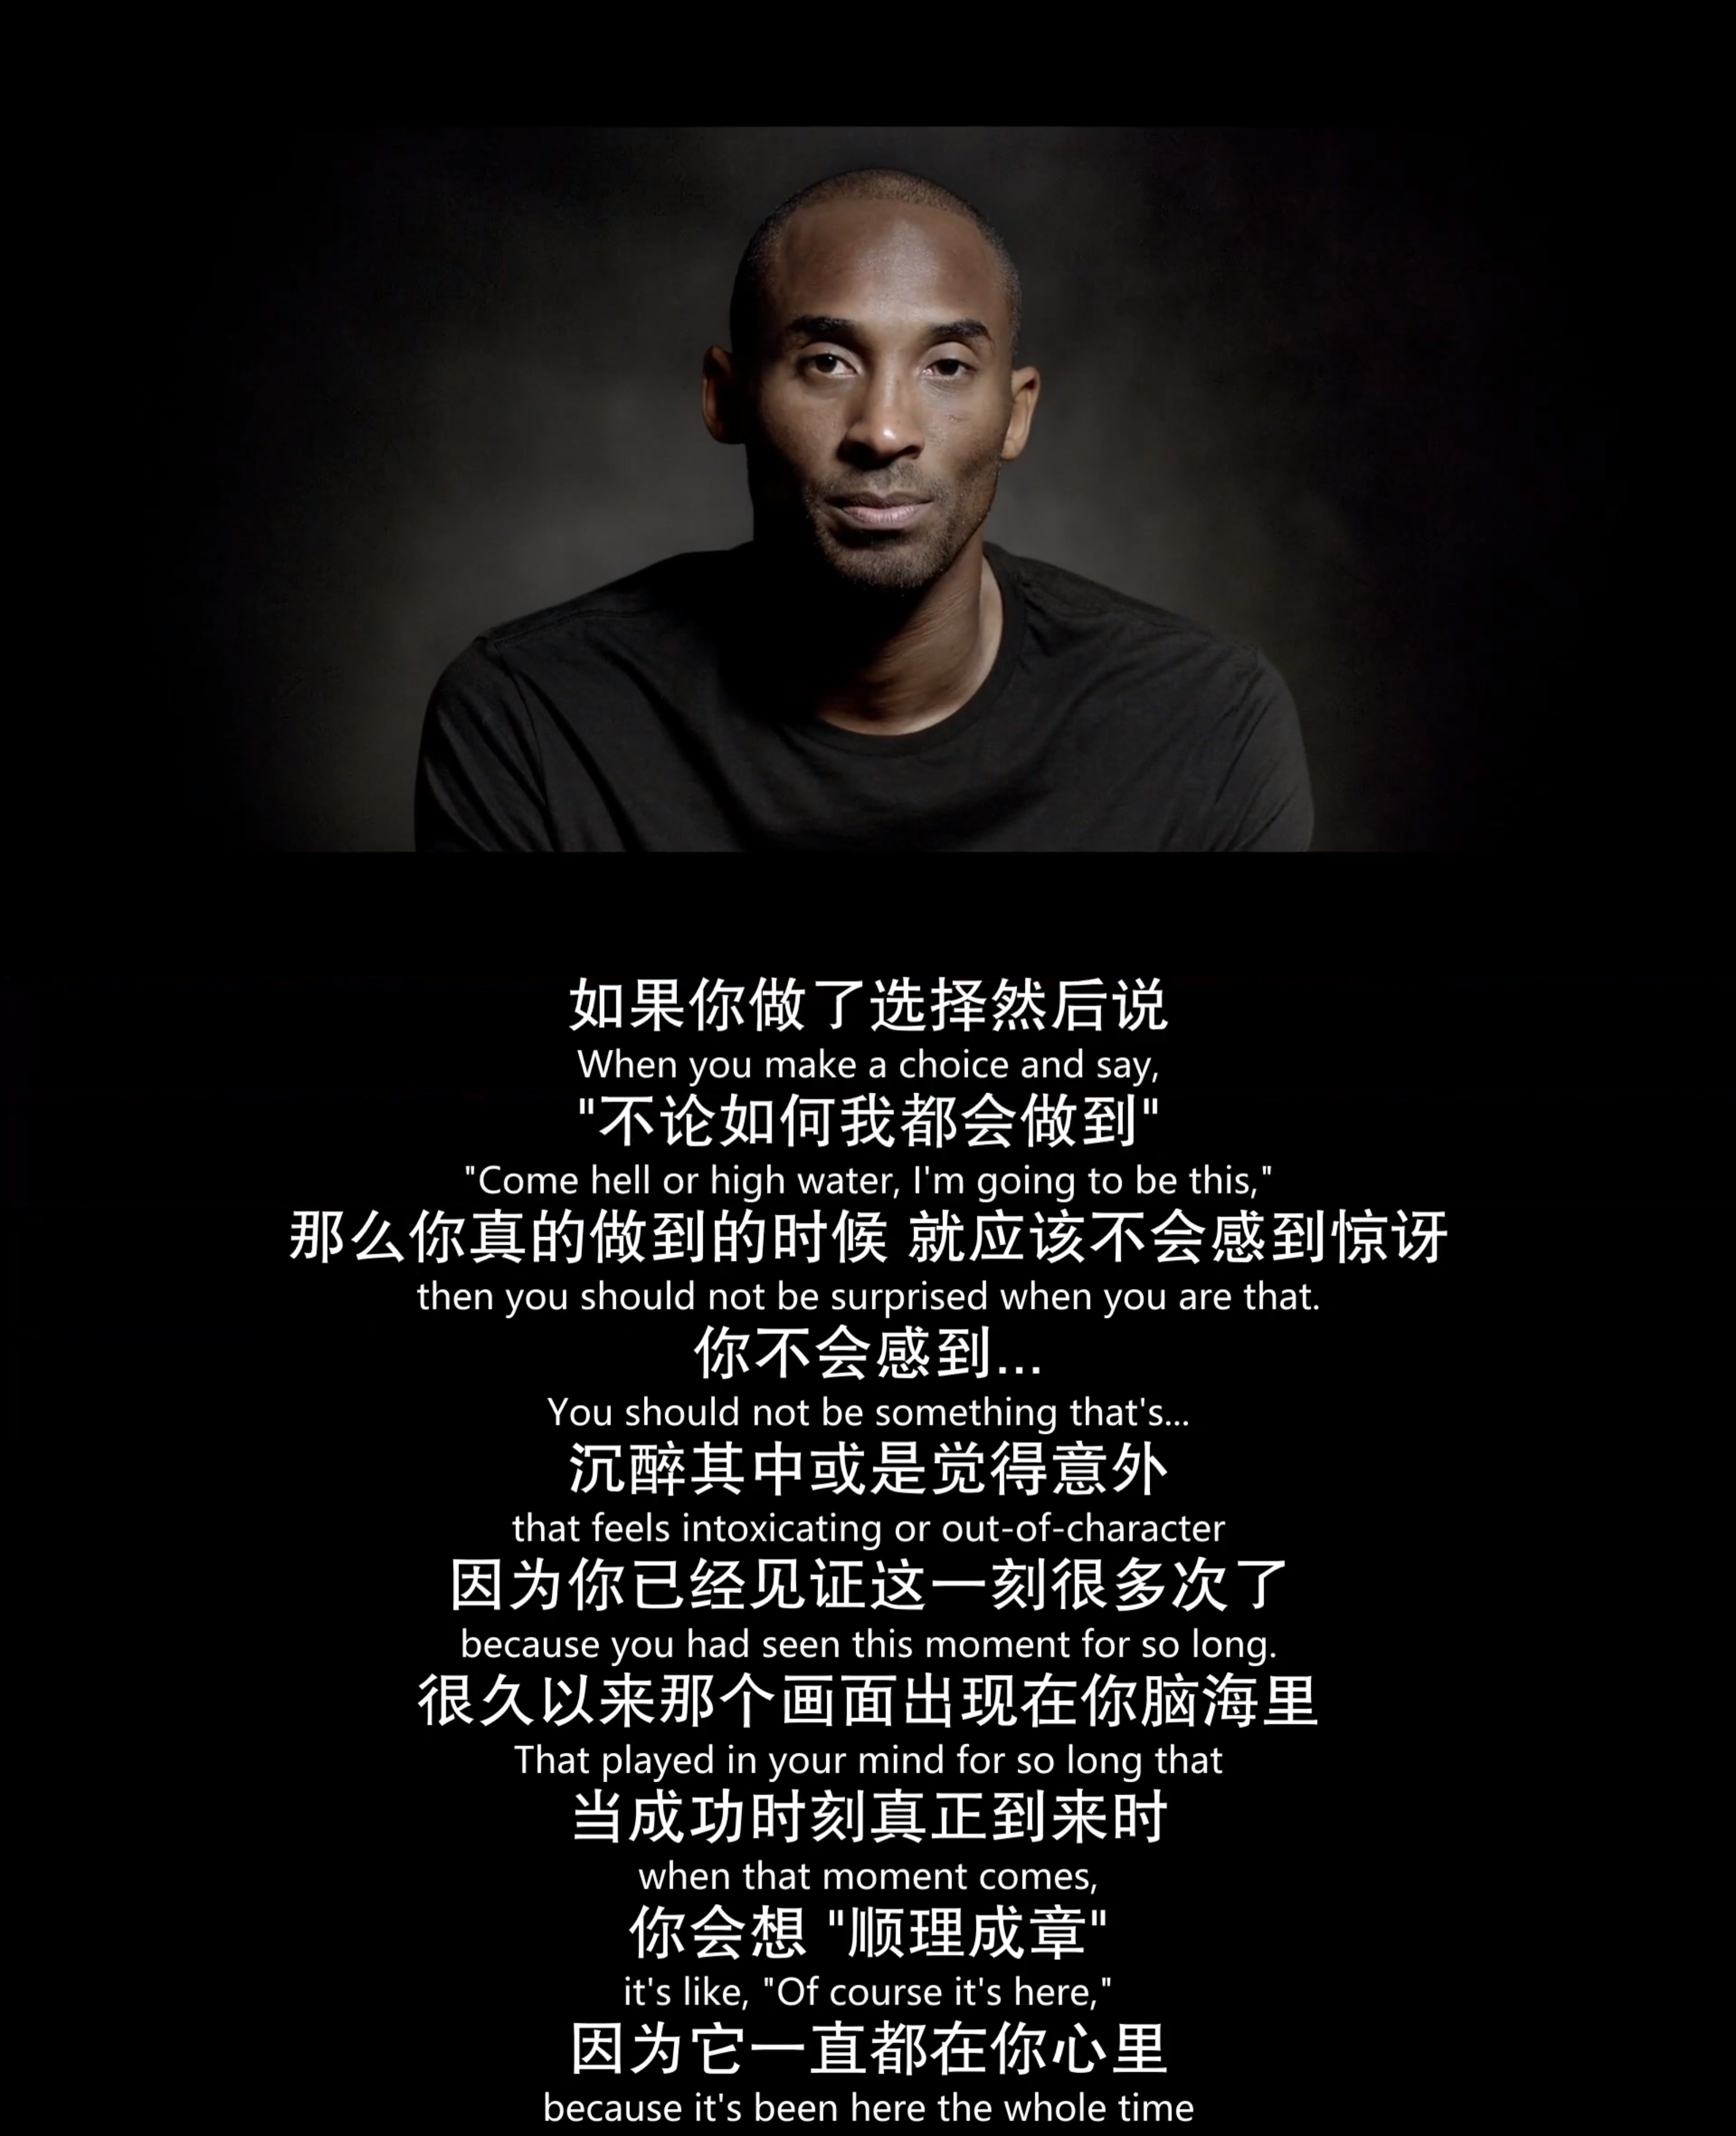 如果你做了选择然后说
When you make a choice and say,
"不论如何我都会做到"
"Come hell or high water, I'm going to be this,"
那么你真的做到的时候 就应该不会感到惊讶
then you should not be surprised when you are that.
你不会感到...
You should not be something that's...
沉醉其中或是觉得意外
that feels intoxicating or out-of-character
因为你已经见证这一刻很多次了
because you had seen this moment for so long.
很久以来那个画面出现在你脑海里
That played in your mind for so long that
当成功时刻真正到来时
when that moment comes,
你会想 "顺理成章"
it's like, "Of course it's here,"
因为它一直都在你心里
because it's been here the whole time